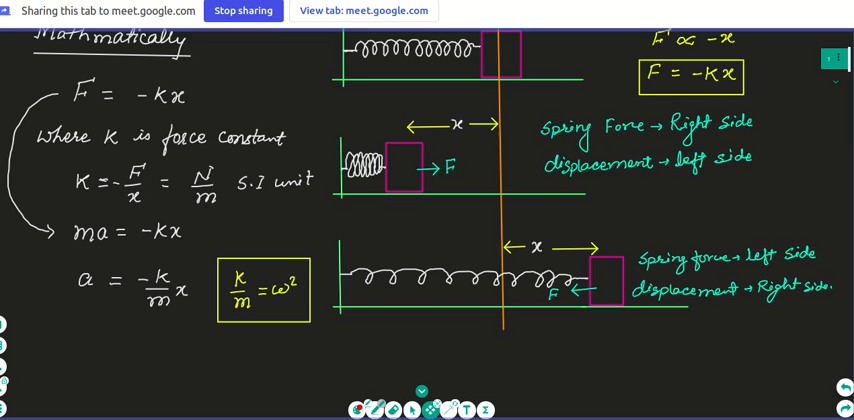 Sharing this tab to meet.google.com
Stop sharing
View tab: meet.google.com
Mathmatically
F = -Kx
where K is force constant
K = -F/x = N/m S.I unit
ma = -Kx
a = -K/m x
K/m = ω²
F ∝ -x
F = -Kx
x
F
Spring Force → Right side
displacement → left side
x
F
Spring force → left side
displacement → Right side.
1
T
Σ